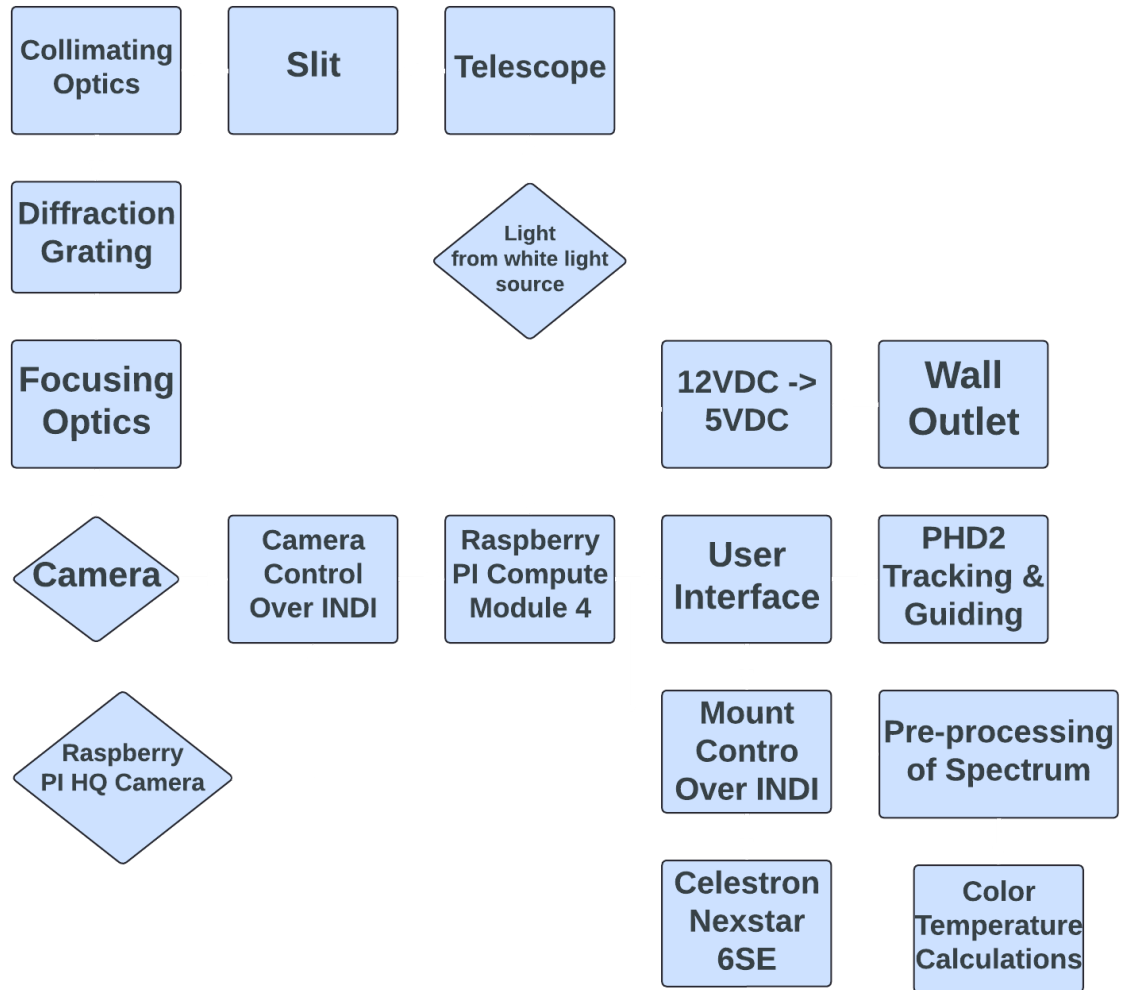 Collimating
Optics
Slit
Telescope
Diffraction
Grating
Light
from white light
source
Focusing
Optics
12VDC ->
5VDC
Wall
Outlet
Camera
Camera
Control
Over INDI
Raspberry
PI Compute
Module 4
User
Interface
PHD2
Tracking &
Guiding
Raspberry
PI HQ Camera
Mount
Contro
Over INDI
Pre-processing
of Spectrum
Celestron
Nexstar
6SE
Color
Temperature
Calculations